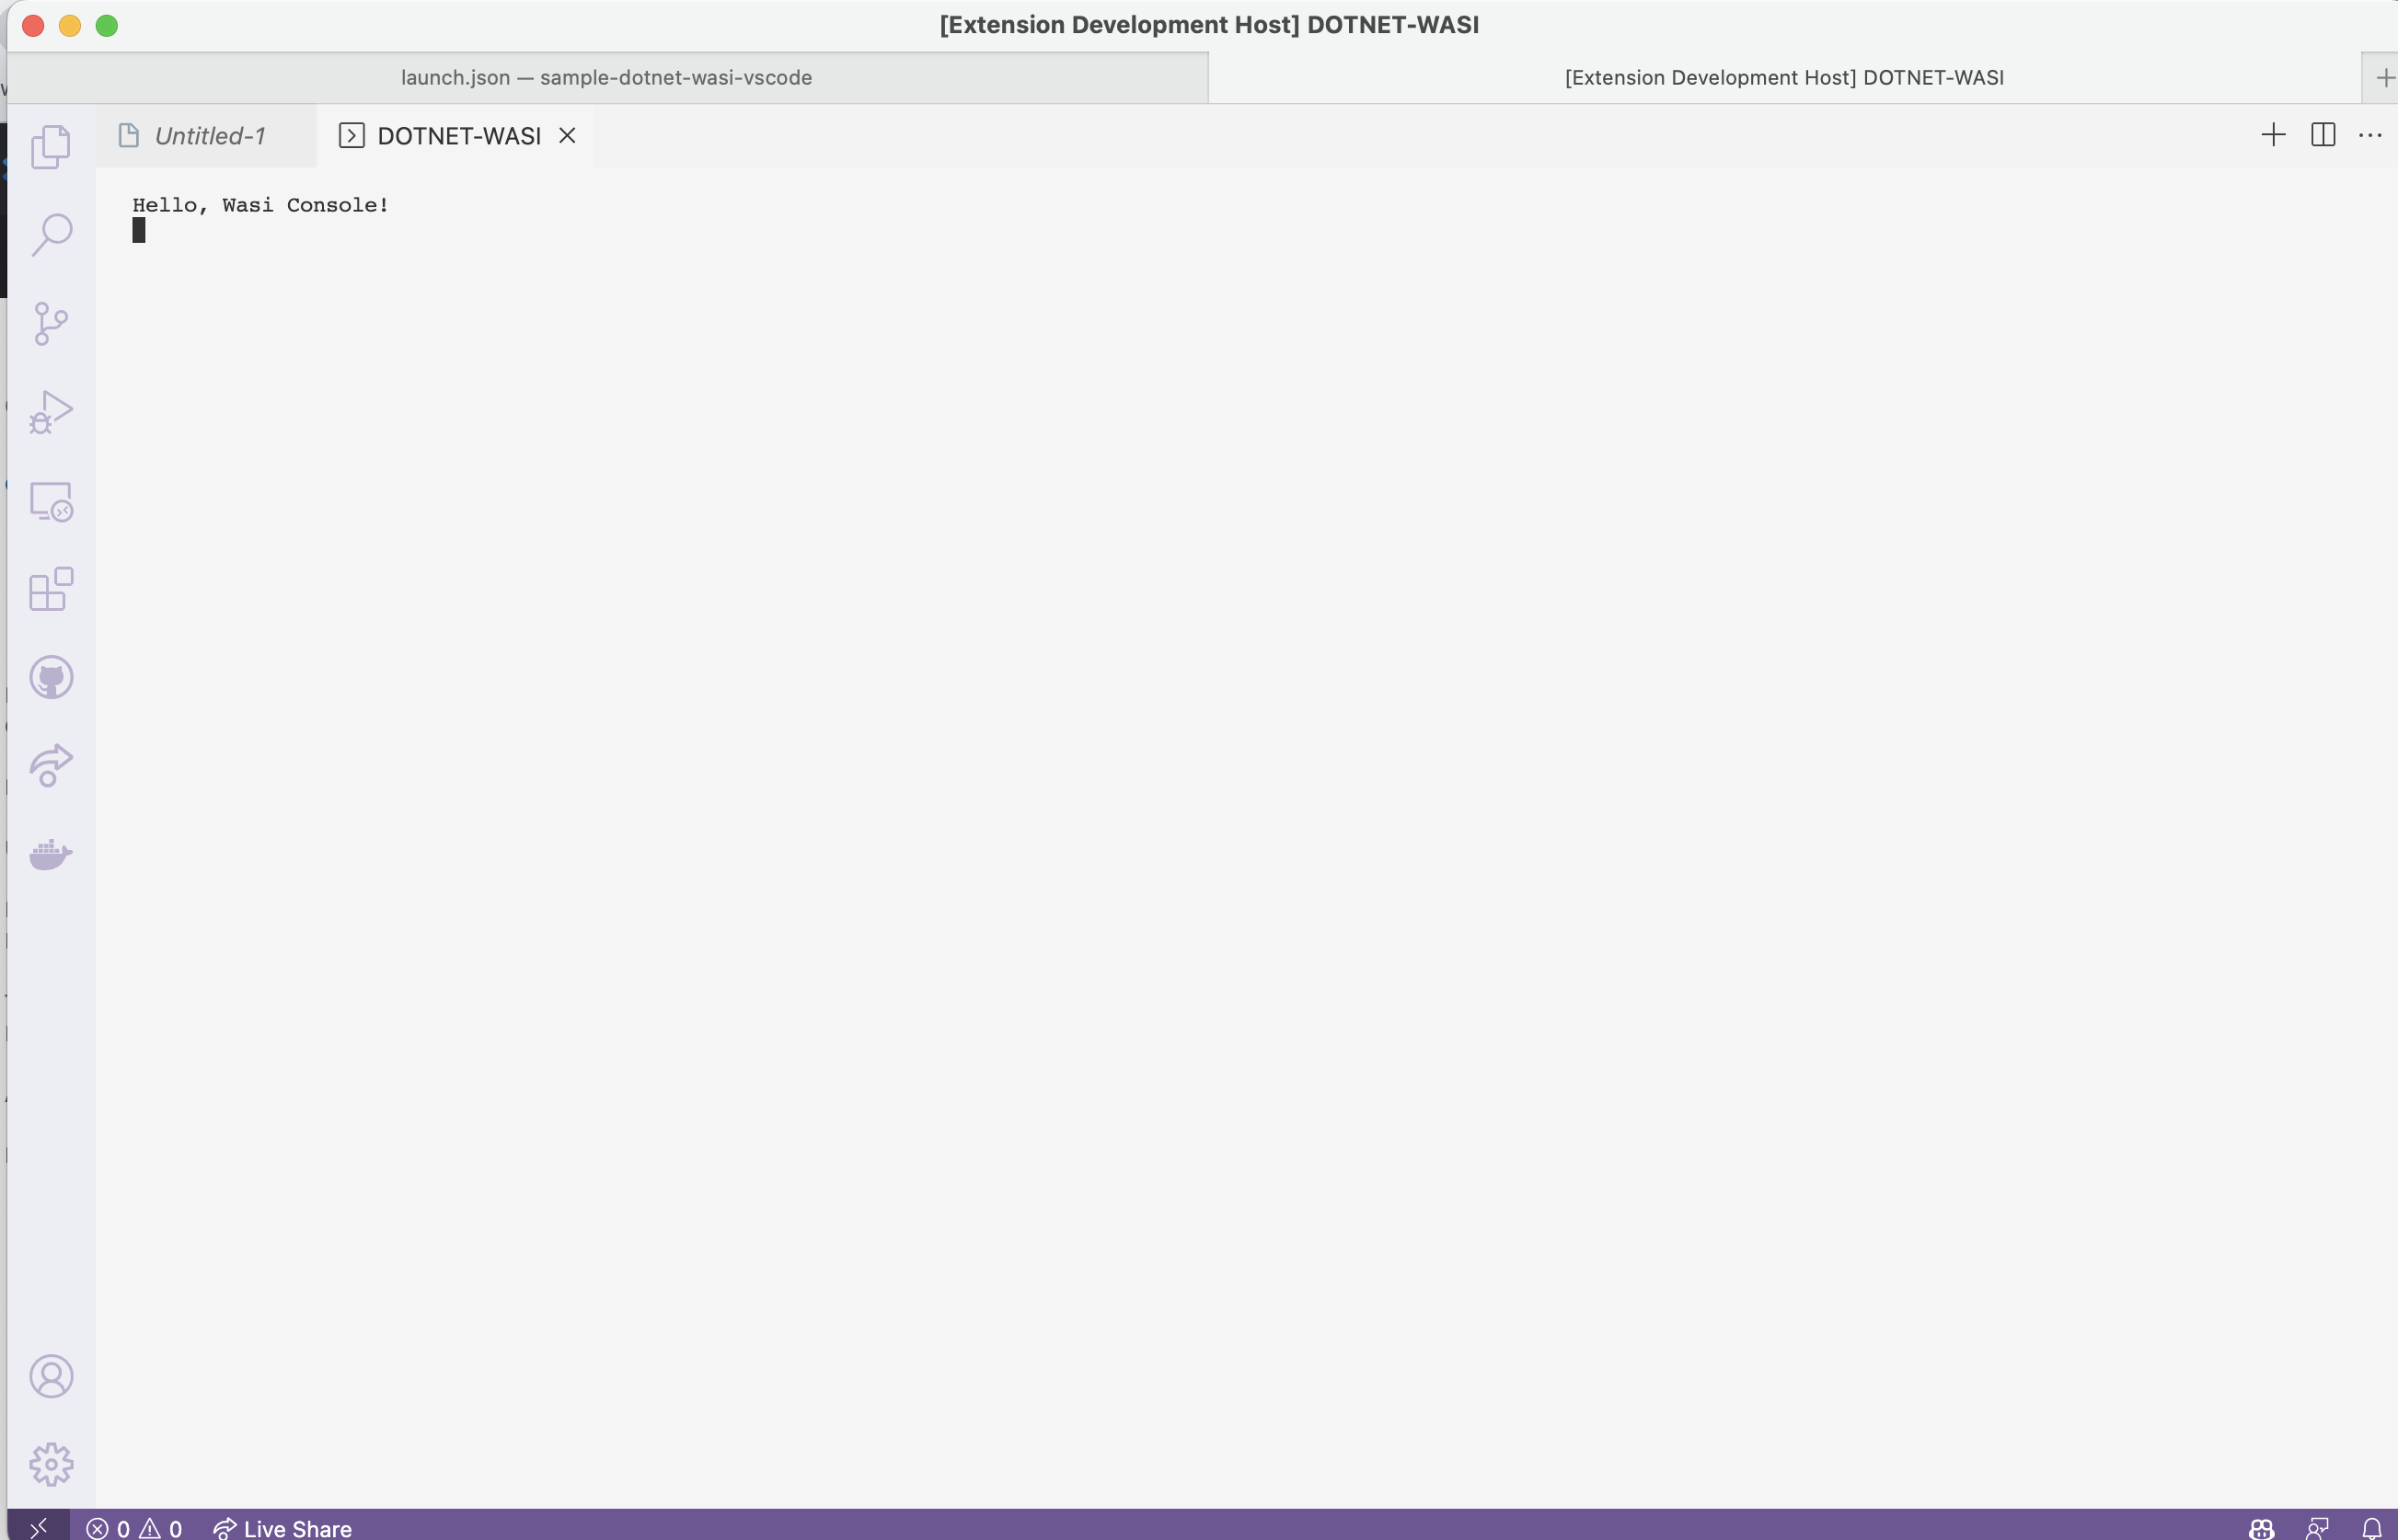 [Extension Development Host] DOTNET-WASI
launch.json — sample-dotnet-wasi-vscode
[Extension Development Host] DOTNET-WASI
Untitled-1
DOTNET-WASI
Hello, Wasi Console!
0 0 Live Share